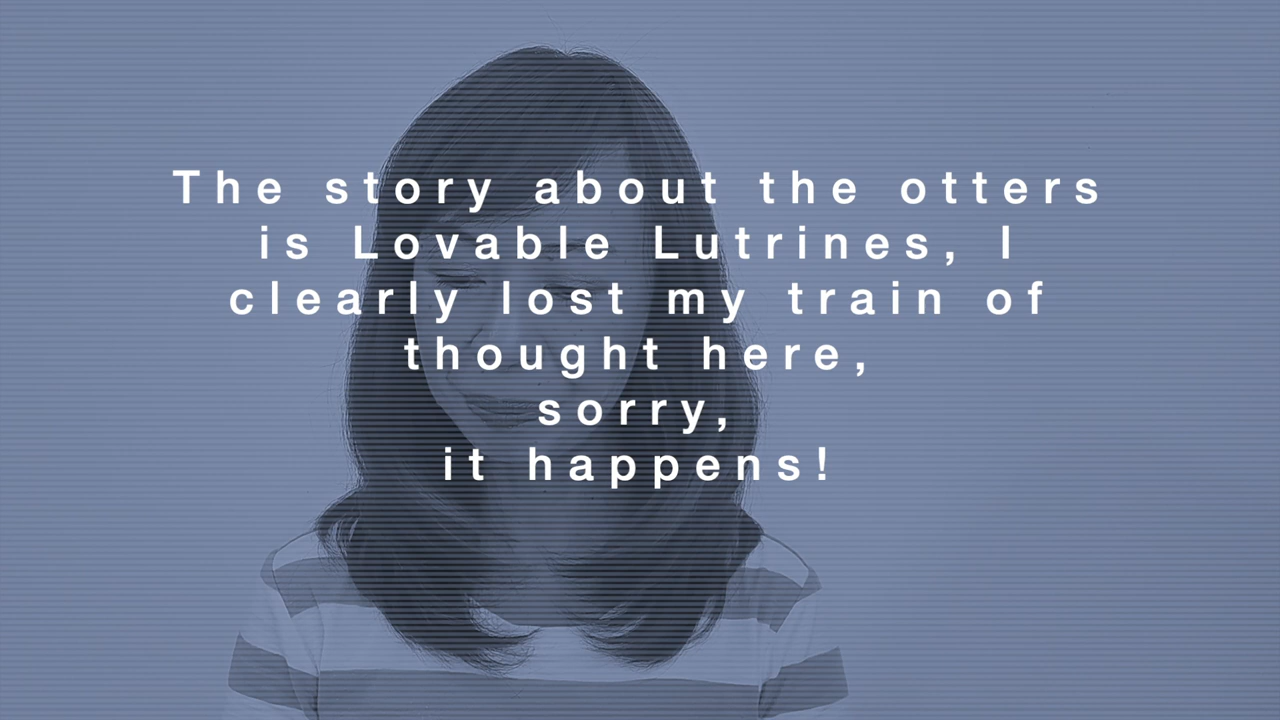 The story about the otters
is Lovable Lutrines, I
clearly lost my train of
thought here,
sorry,
it happens!